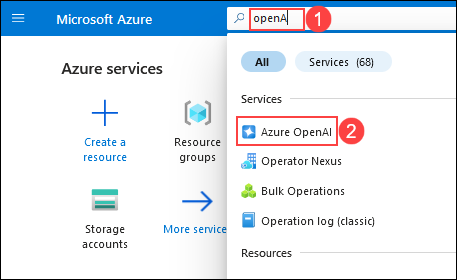 Microsoft Azure
openA
1
All
Services (68)
Azure services
Services
Azure OpenAI
2
Create a
resource
Resource
groups
Operator Nexus
Bulk Operations
Operation log (classic)
Storage
accounts
More service
Resources